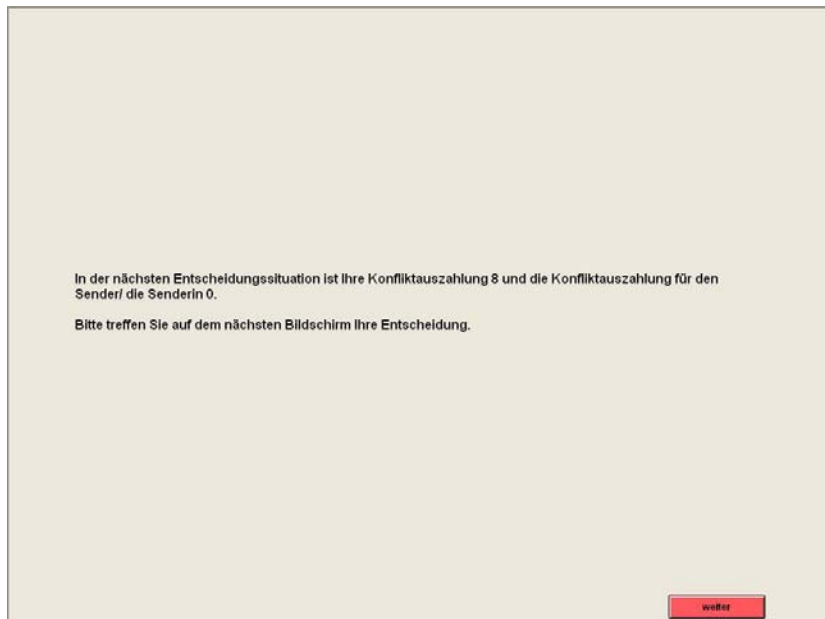 In der nächsten Entscheidungssituation ist Ihre Konfliktauszahlung 8 und die Konfliktauszahlung für den
Sender/ die Senderin 0.
Bitte treffen Sie auf dem nächsten Bildschirm Ihre Entscheidung.
weiter